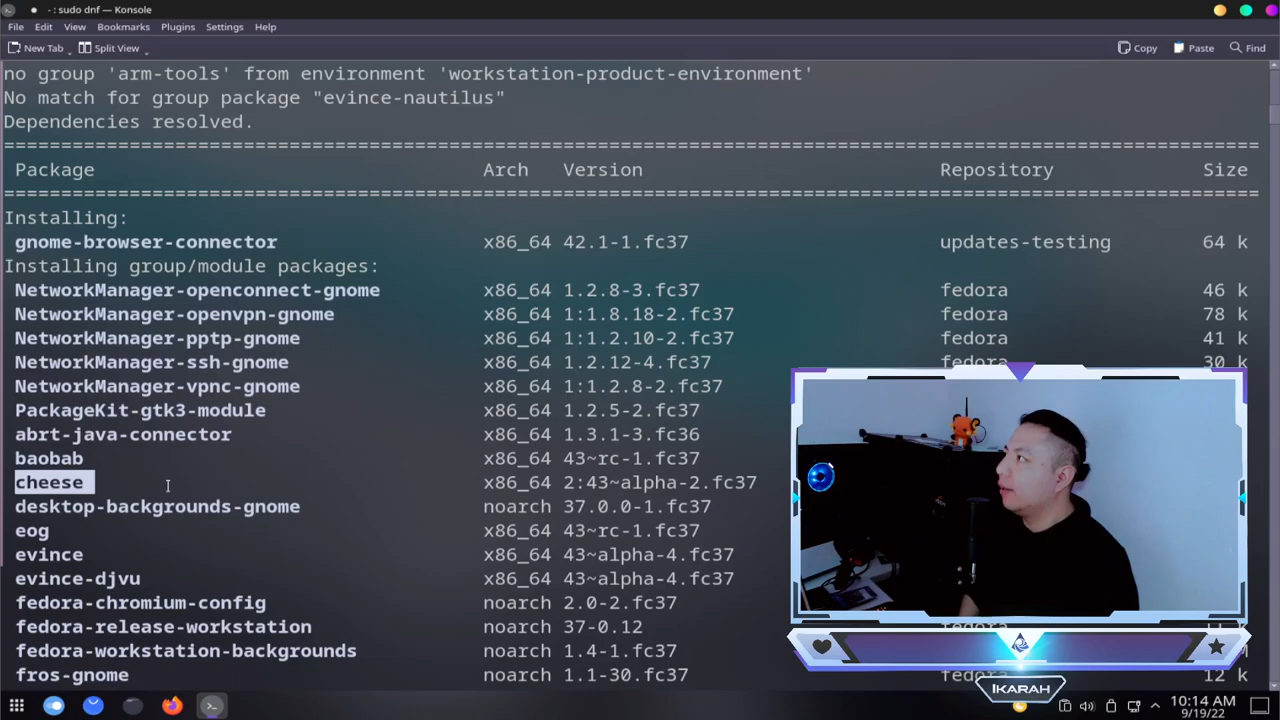 - : sudo dnf — Konsole
File Edit View Bookmarks Plugins Settings Help
New Tab Split View Copy Paste Find
no group 'arm-tools' from environment 'workstation-product-environment'
No match for group package "evince-nautilus"
Dependencies resolved.
================================================================================
Package Arch Version Repository Size
================================================================================
Installing:
gnome-browser-connector x86_64 42.1-1.fc37 updates-testing 64 k
Installing group/module packages:
NetworkManager-openconnect-gnome x86_64 1.2.8-3.fc37 fedora 46 k
NetworkManager-openvpn-gnome x86_64 1:1.8.18-2.fc37 fedora 78 k
NetworkManager-pptp-gnome x86_64 1:1.2.10-2.fc37 fedora 41 k
NetworkManager-ssh-gnome x86_64 1.2.12-4.fc37 fedora 30 k
NetworkManager-vpnc-gnome x86_64 1:1.2.8-2.fc37
PackageKit-gtk3-module x86_64 1.2.5-2.fc37
abrt-java-connector x86_64 1.3.1-3.fc36
baobab x86_64 43~rc-1.fc37
cheese x86_64 2:43~alpha-2.fc37
desktop-backgrounds-gnome noarch 37.0.0-1.fc37
eog x86_64 43~rc-1.fc37
evince x86_64 43~alpha-4.fc37
evince-djvu x86_64 43~alpha-4.fc37
fedora-chromium-config noarch 2.0-2.fc37
fedora-release-workstation noarch 37-0.12 fedora
fedora-workstation-backgrounds noarch 1.4-1.fc37
fros-gnome noarch 1.1-30.fc37 fedora 12 k
IKARAH
10:14 AM
9/19/22